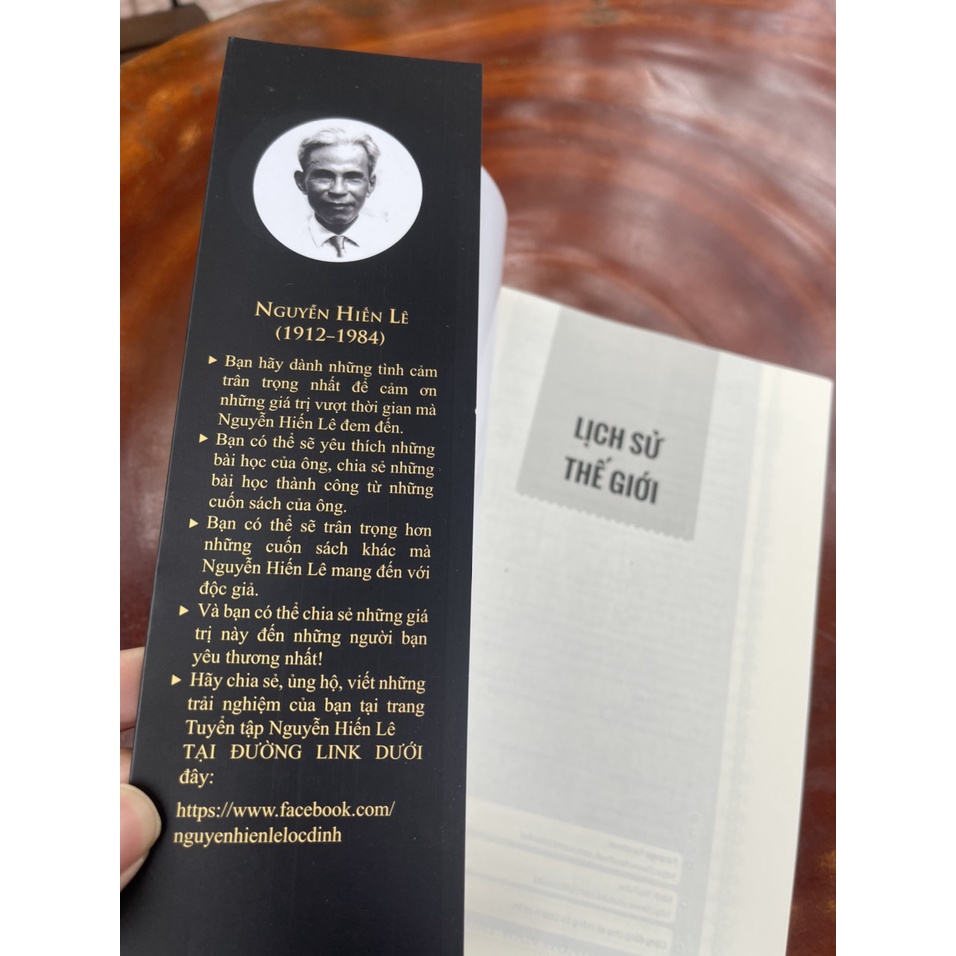 NGUYỄN HIẾN LÊ
(1912–1984)
► Bạn hãy dành những tình cảm
trân trọng nhất để cảm ơn
những giá trị vượt thời gian mà
Nguyễn Hiến Lê đem đến.
► Bạn có thể sẽ yêu thích những
bài học của ông, chia sẻ những
bài học thành công từ những
cuốn sách của ông.
► Bạn có thể sẽ trân trọng hơn
những cuốn sách khác mà
Nguyễn Hiến Lê mang đến với
độc giả.
► Và bạn có thể chia sẻ những giá
trị này đến những người bạn
yêu thương nhất!
► Hãy chia sẻ, ủng hộ, viết những
trải nghiệm của bạn tại trang
Tuyển tập Nguyễn Hiến Lê
TẠI ĐƯỜNG LINK DƯỚI
đây:
https://www.facebook.com/
nguyenhienlelocdinh
LỊCH SỬ
THẾ GIỚI